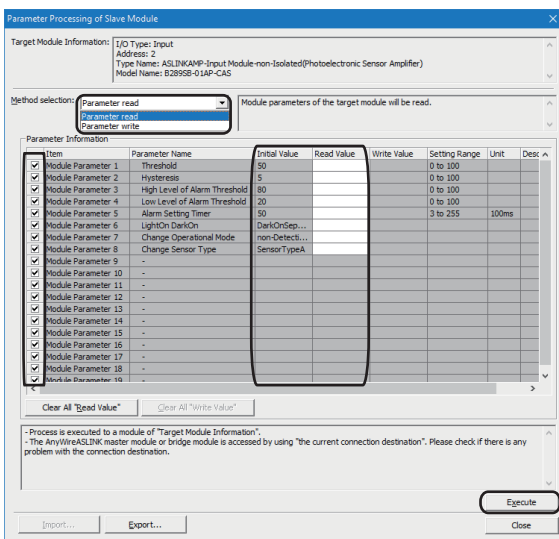 Parameter Processing of Slave Module
Target Module Information:
I/O Type: Input
Address: 2
Type Name: ASLINKAMP-Input Module-non-Isolated(Photoelectronic Sensor Amplifier)
Model Name: B289SB-01AP-CAS
Method selection:
Parameter read
Module parameters of the target module will be read.
Parameter read
Parameter write
Parameter Information
Item Parameter Name Initial Value Read Value Write Value Setting Range Unit Desc
Module Parameter 1 Threshold 50 0 to 100
Module Parameter 2 Hysteresis 5 0 to 100
Module Parameter 3 High Level of Alarm Threshold 80 0 to 100
Module Parameter 4 Low Level of Alarm Threshold 20 0 to 100
Module Parameter 5 Alarm Setting Timer 50 3 to 255 100ms
Module Parameter 6 LightOn DarkOn DarkOnSep...
Module Parameter 7 Change Operational Mode non-Detecti...
Module Parameter 8 Change Sensor Type SensorTypeA
Module Parameter 9 -
Module Parameter 10 -
Module Parameter 11 -
Module Parameter 12 -
Module Parameter 13 -
Module Parameter 14 -
Module Parameter 15 -
Module Parameter 16 -
Module Parameter 17 -
Module Parameter 18 -
Module Parameter 19 -
Clear All "Read Value" Clear All "Write Value"
- Process is executed to a module of "Target Module Information".
- The AnyWireASLINK master module or bridge module is accessed by using "the current connection destination". Please check if there is any
problem with the connection destination.
Execute
Import... Export... Close